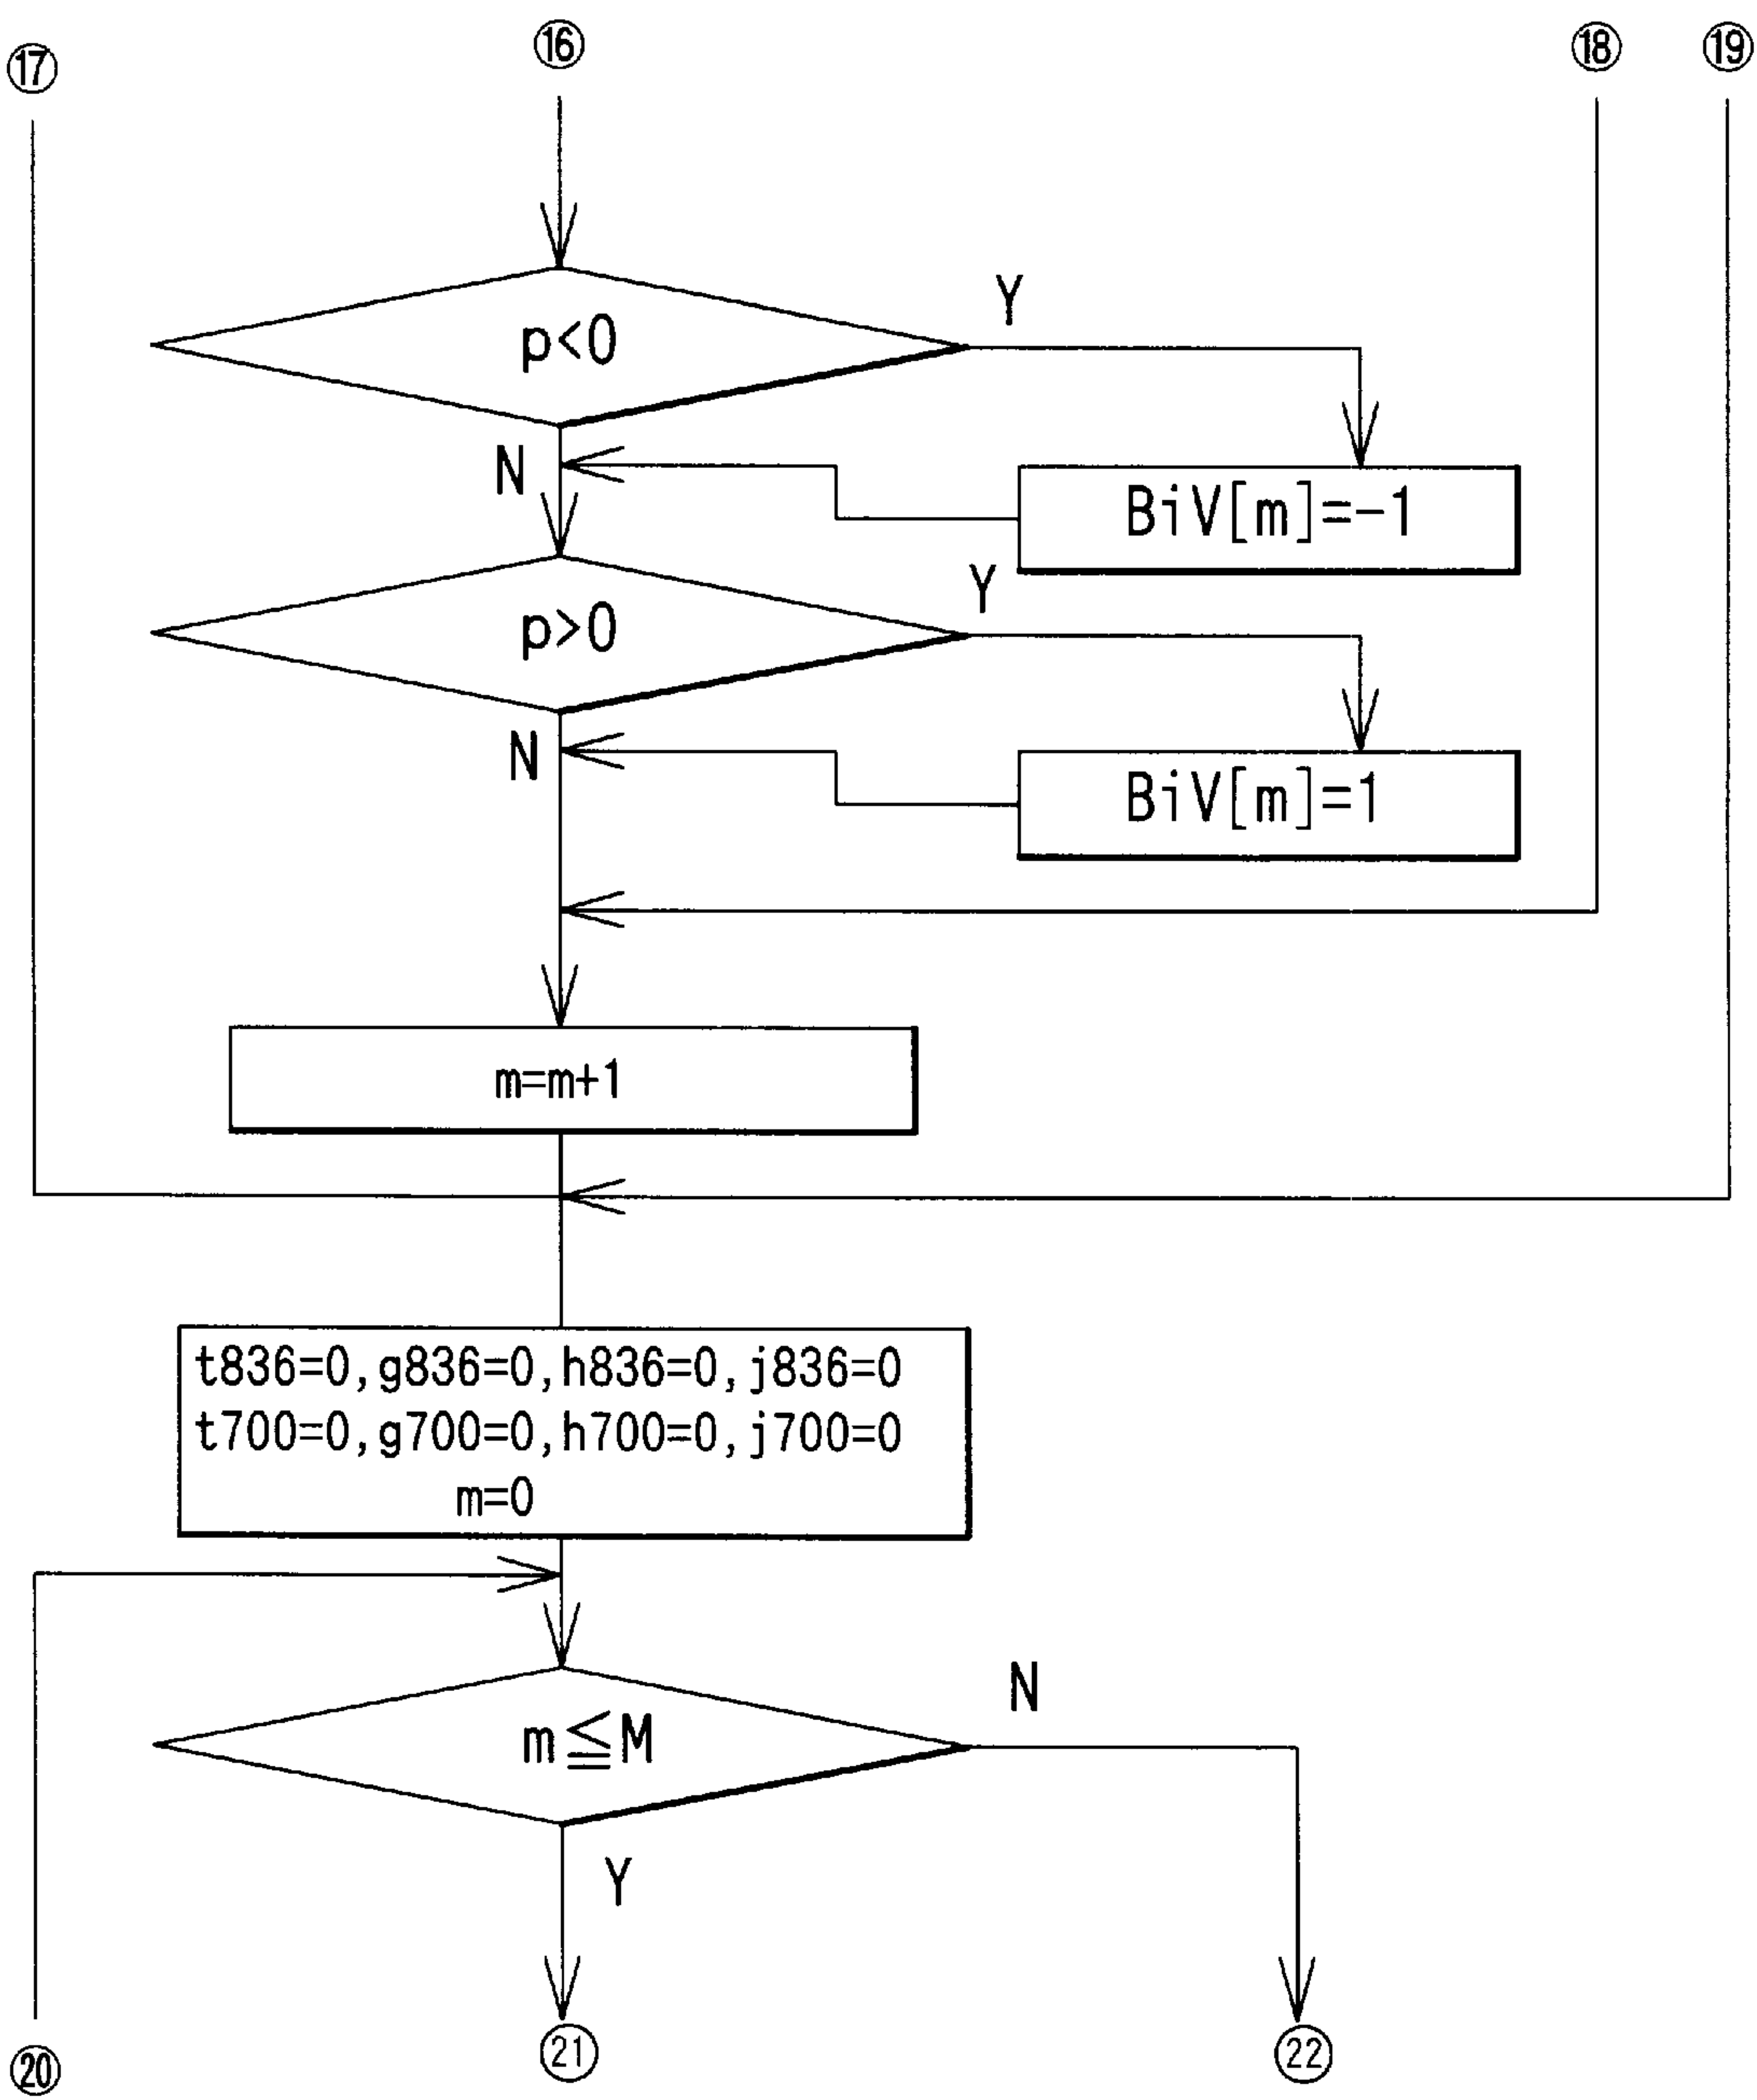 ⑰
⑯
⑱
⑲
p<0
Y
N
BiV[m]=-1
p>0
Y
N
BiV[m]=1
m=m+1
t836=0,g836=0,h836=0,j836=0
t700=0,g700=0,h700=0,j700=0
m=0
m≦M
N
Y
⑳
㉑
㉒